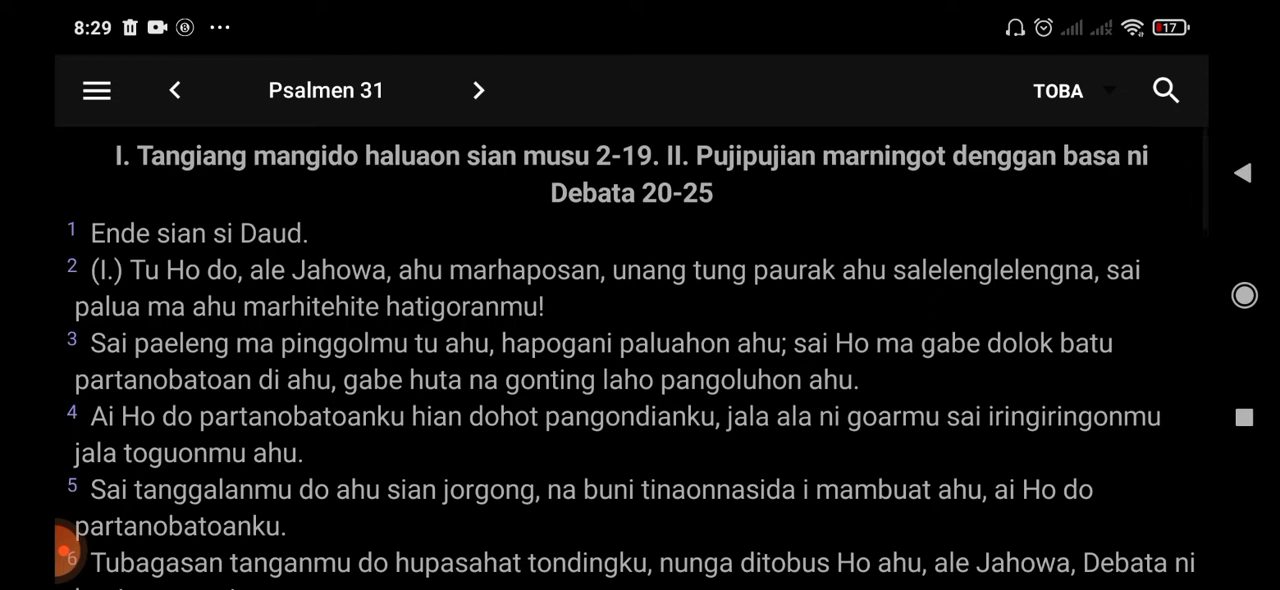 8:29
17
Psalmen 31
TOBA
I. Tangiang mangido haluaon sian musu 2-19. II. Pujipujian marningot denggan basa ni
Debata 20-25
1 Ende sian si Daud.
2 (I.) Tu Ho do, ale Jahowa, ahu marhaposan, unang tung paurak ahu salelenglelengna, sai
palua ma ahu marhitehite hatigoranmu!
3 Sai paeleng ma pinggolmu tu ahu, hapogani paluahon ahu; sai Ho ma gabe dolok batu
partanobatoan di ahu, gabe huta na gonting laho pangoluhon ahu.
4 Ai Ho do partanobatoanku hian dohot pangondianku, jala ala ni goarmu sai iringiringonmu
jala toguonmu ahu.
5 Sai tanggalanmu do ahu sian jorgong, na buni tinaonnasida i mambuat ahu, ai Ho do
partanobatoanku.
6 Tubagasan tanganmu do hupasahat tondingku, nunga ditobus Ho ahu, ale Jahowa, Debata ni